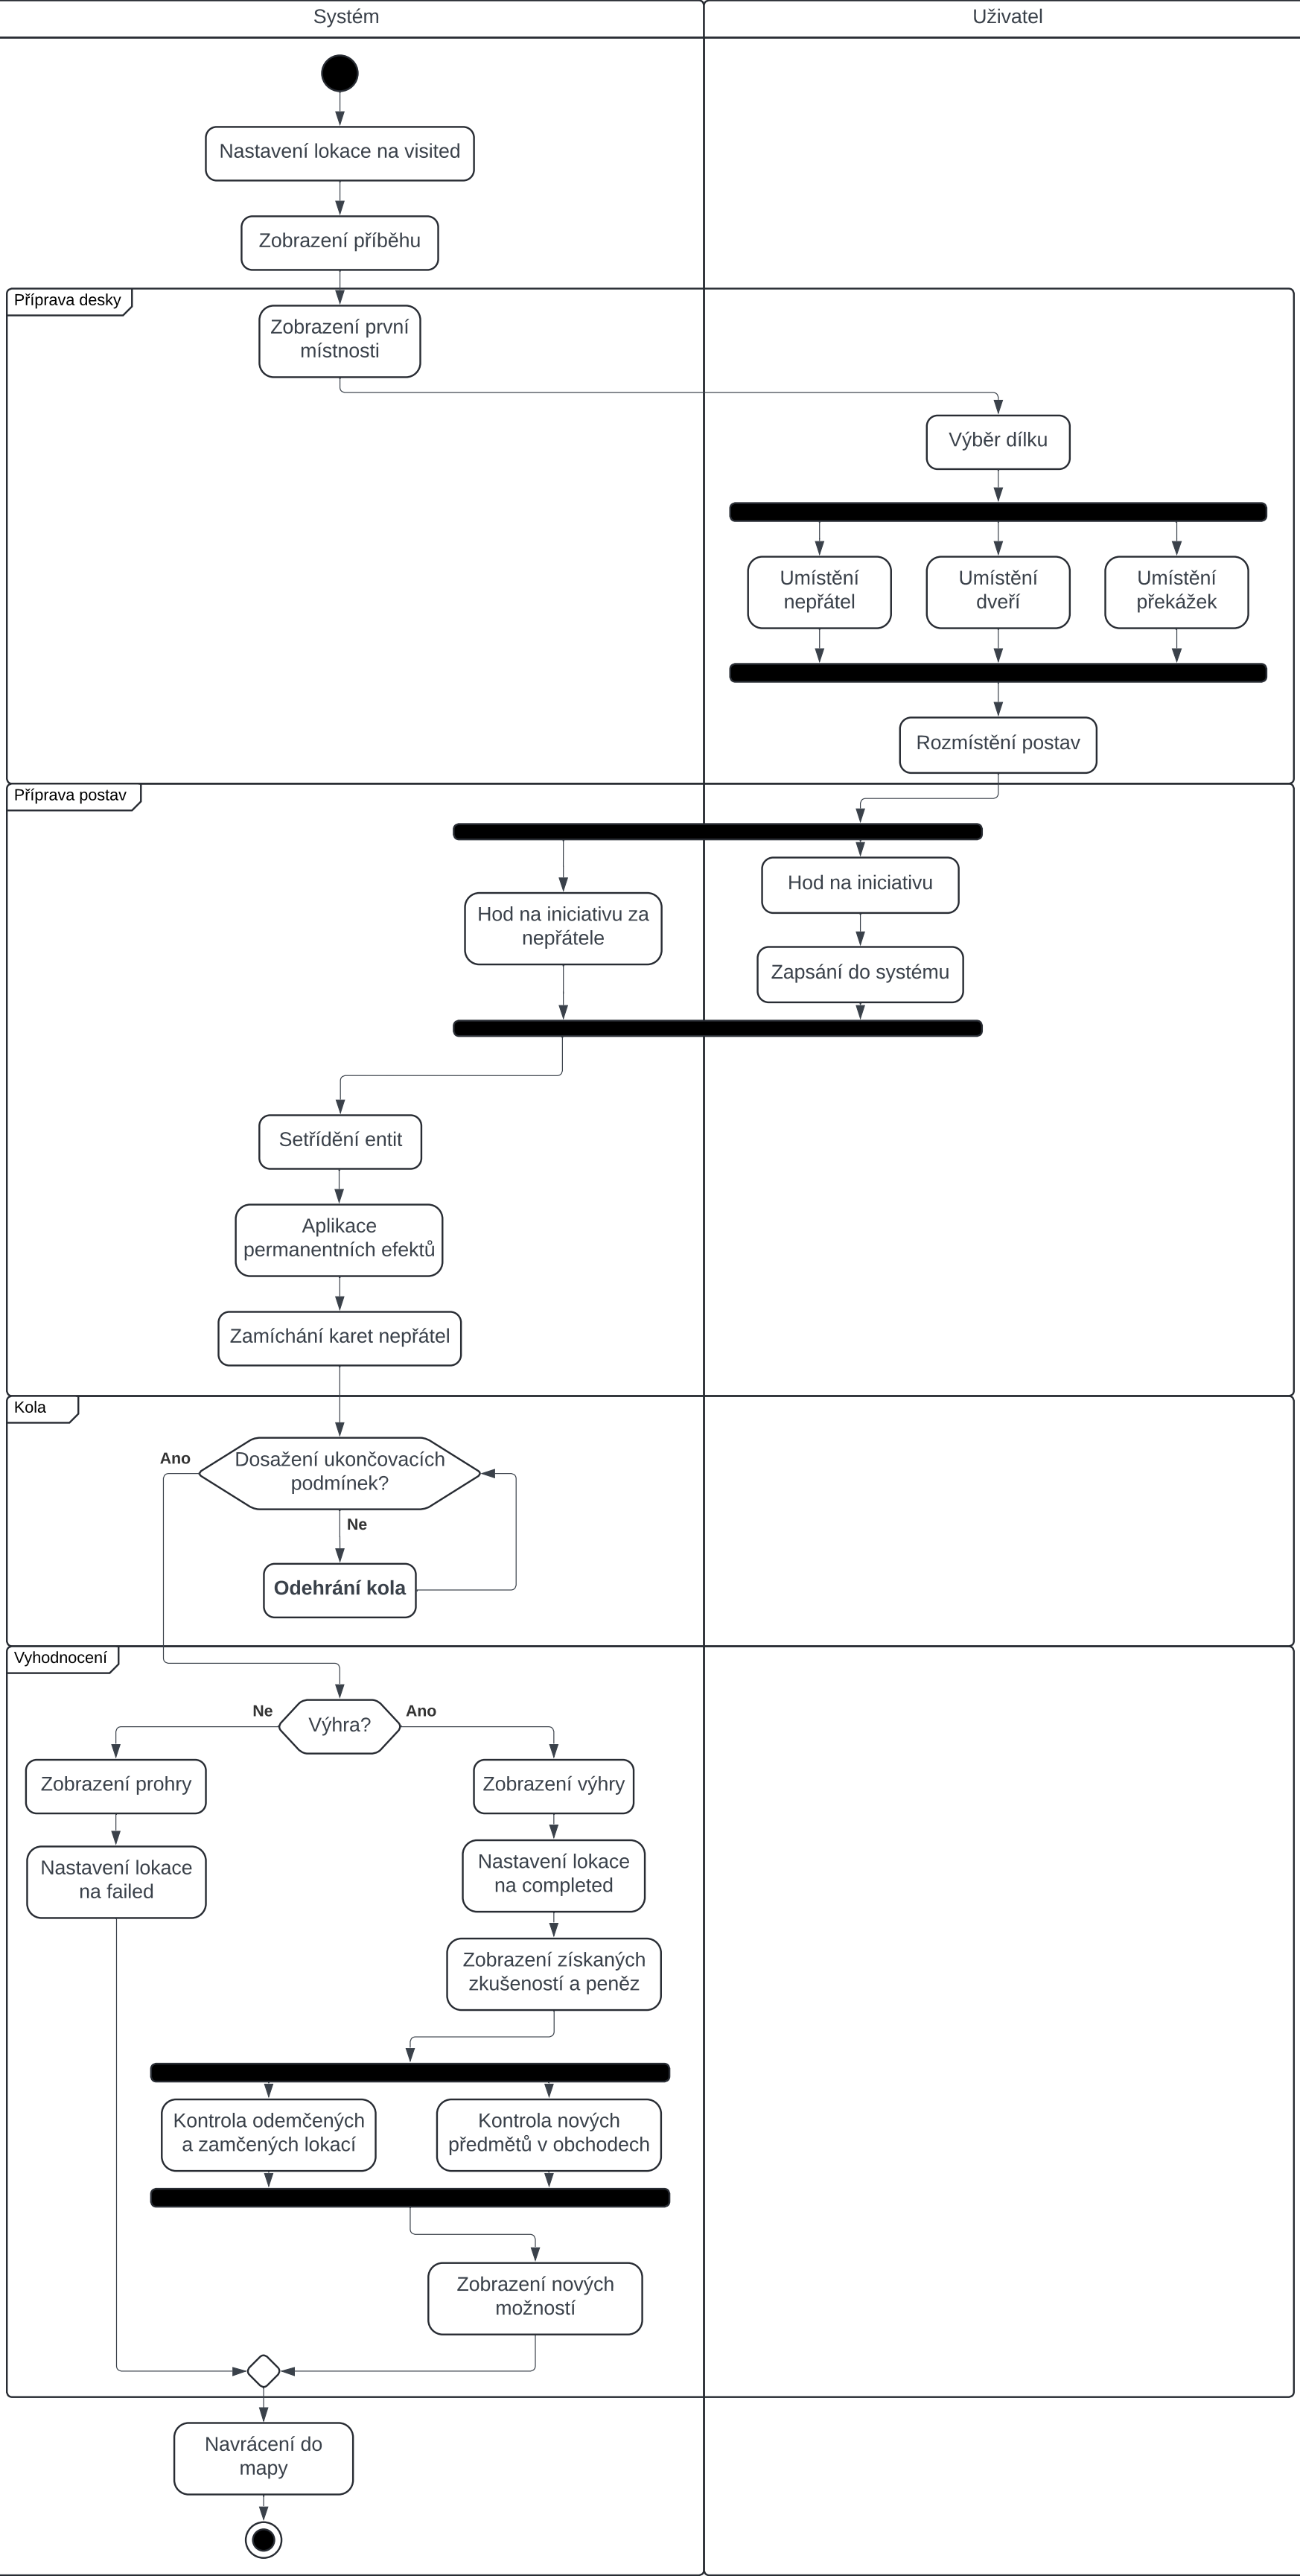 Systém
Uživatel
Nastavení lokace na visited
Zobrazení příběhu
Příprava desky
Zobrazení první
místnosti
Výběr dílku
Umístění
nepřátel
Umístění
dveří
Umístění
překážek
Rozmístění postav
Příprava postav
Hod na iniciativu
Hod na iniciativu za
nepřátele
Zapsání do systému
Setřídění entit
Aplikace
permanentních efektů
Zamíchání karet nepřátel
Kola
Ano
Dosažení ukončovacích
podmínek?
Ne
Odehrání kola
Vyhodnocení
Ne
Výhra?
Ano
Zobrazení prohry
Zobrazení výhry
Nastavení lokace
na failed
Nastavení lokace
na completed
Zobrazení získaných
zkušeností a peněz
Kontrola odemčených
a zamčených lokací
Kontrola nových
předmětů v obchodech
Zobrazení nových
možností
Navrácení do
mapy